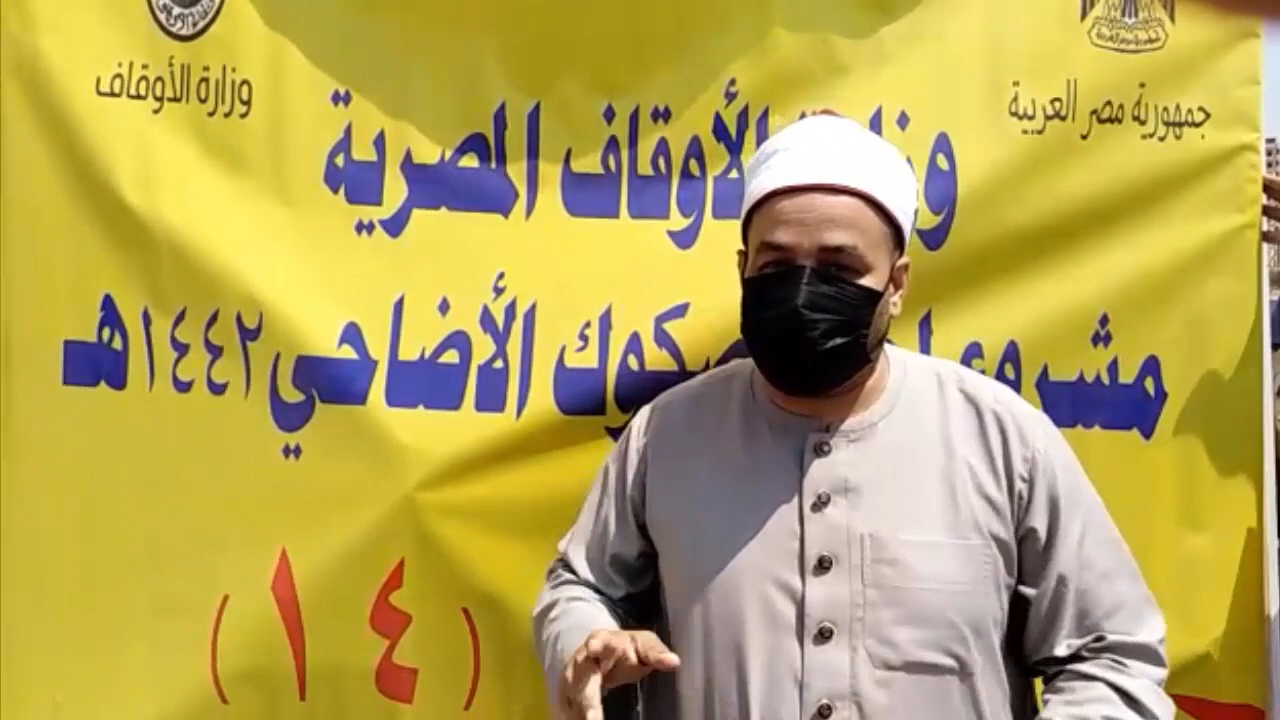 جمهورية مصر العربية
وزارة الأوقاف
الأوقاف المصرية
مشروع صكوك الأضاحي ١٤٤٢هـ
(١٤)